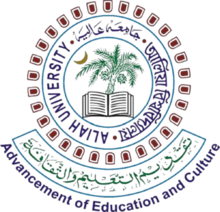 جامعة عالية
ALIAH UNIVERSITY
আলিয়া বিশ্ববিদ্যালয়
Advancement of Education and Culture